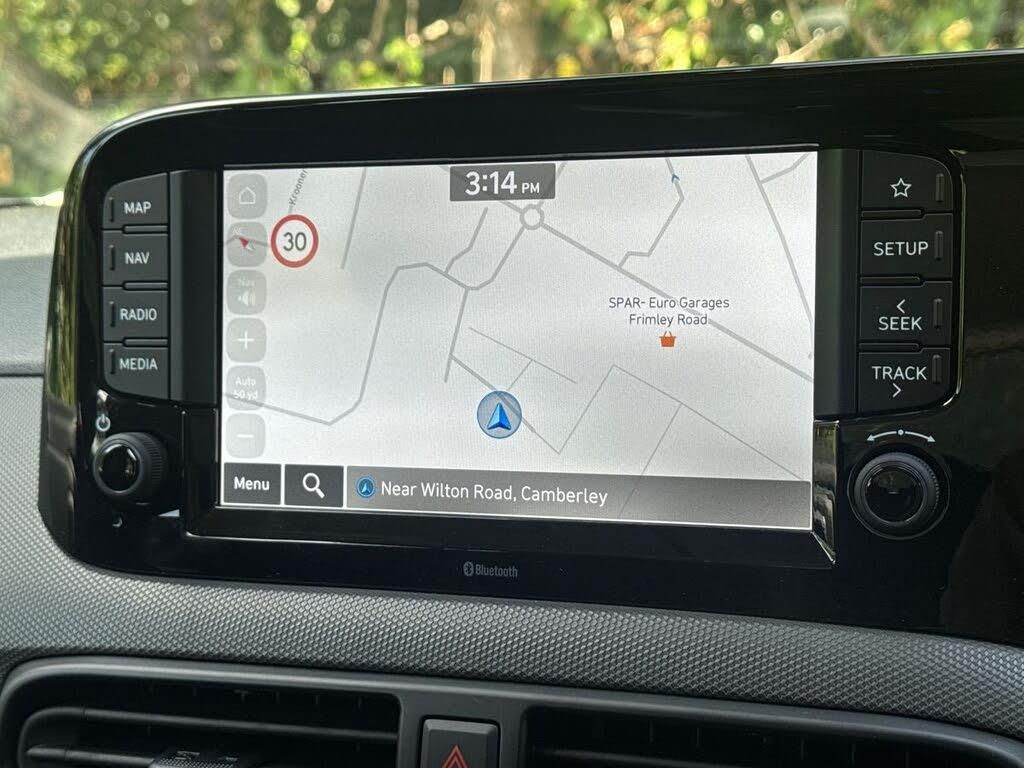 MAP
NAV
RADIO
MEDIA
3:14 PM
30
Nav
Auto
50 yd
SPAR- Euro Garages
Frimley Road
Menu
Near Wilton Road, Camberley
SETUP
SEEK
TRACK
Bluetooth